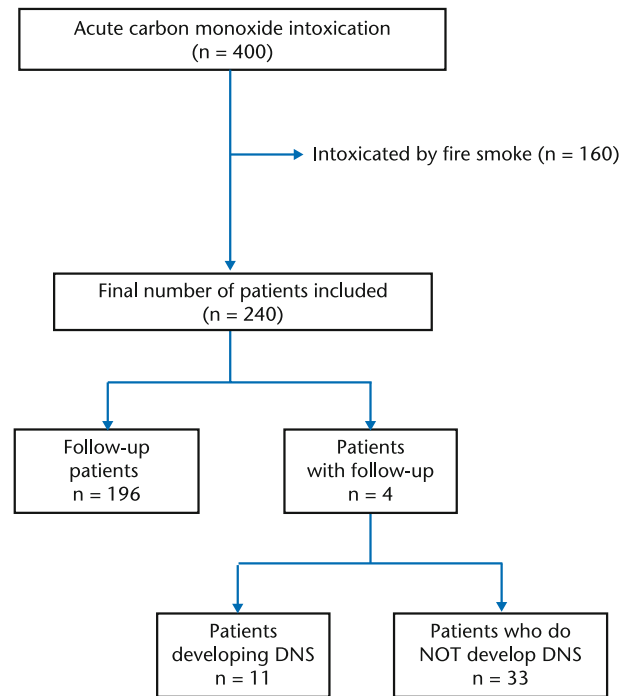 Acute carbon monoxide intoxication
(n = 400)
Intoxicated by fire smoke (n = 160)
Final number of patients included
(n = 240)
Follow-up
patients
n = 196
Patients
with follow-up
n = 4
Patients
developing DNS
n = 11
Patients who do
NOT develop DNS
n = 33